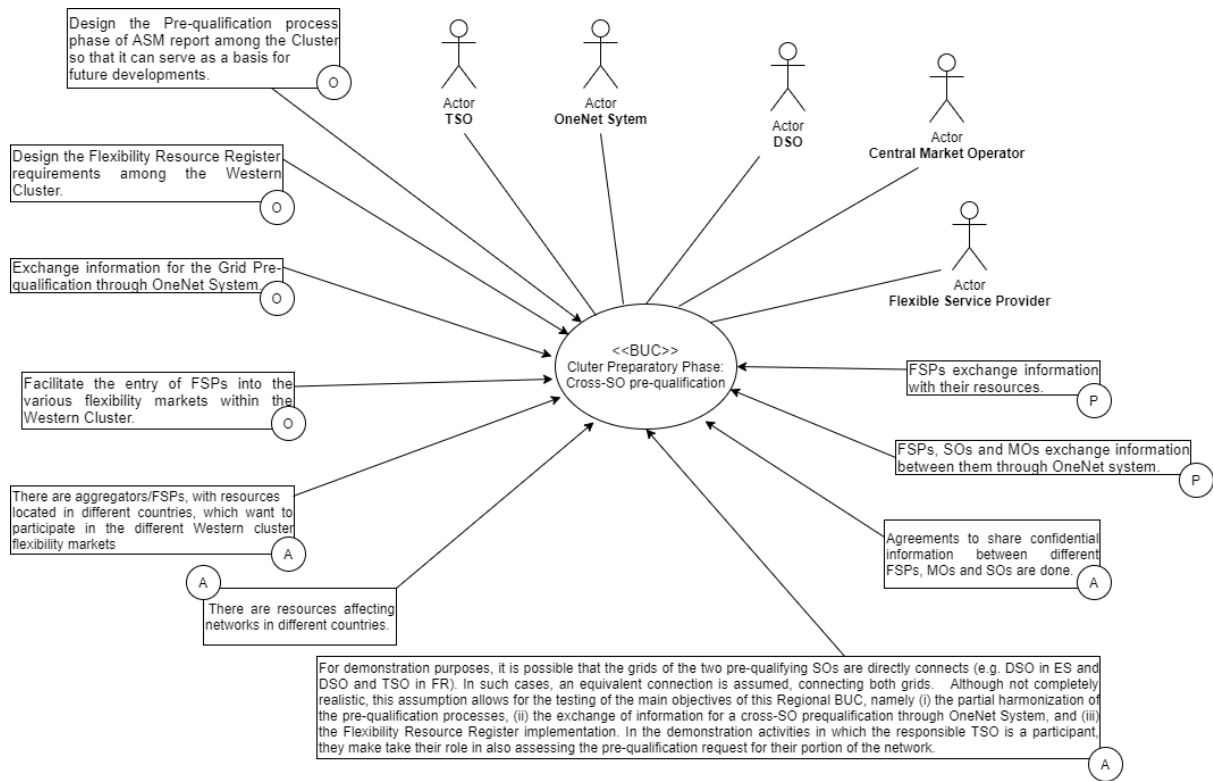 Design the Pre-qualification process
phase of ASM report among the Cluster
so that it can serve as a basis for
future developments.
O
Actor
TSO
Actor
OneNet Sytem
Actor
DSO
Actor
Central Market Operator
Design the Flexibility Resource Register
requirements among the Western
Cluster.
O
Actor
Flexible Service Provider
Exchange information for the Grid Pre-
qualification through OneNet System.
O
<<BUC>>
Cluter Preparatory Phase:
Cross-SO pre-qualification
Facilitate the entry of FSPs into the
various flexibility markets within the
Western Cluster.
O
FSPs exchange information
with their resources.
P
FSPs, SOs and MOs exchange information
between them through OneNet system.
P
There are aggregators/FSPs, with resources
located in different countries, which want to
participate in the different Western cluster
flexibility markets
A
Agreements to share confidential
information between different
FSPs, MOs and SOs are done.
A
A
There are resources affecting
networks in different countries.
For demonstration purposes, it is possible that the grids of the two pre-qualifying SOs are directly connects (e.g. DSO in ES and
DSO and TSO in FR). In such cases, an equivalent connection is assumed, connecting both grids. Although not completely
realistic, this assumption allows for the testing of the main objectives of this Regional BUC, namely (i) the partial harmonization of
the pre-qualification processes, (ii) the exchange of information for a cross-SO prequalification through OneNet System, and (iii)
the Flexibility Resource Register implementation. In the demonstration activities in which the responsible TSO is a participant,
they make take their role in also assessing the pre-qualification request for their portion of the network.
A